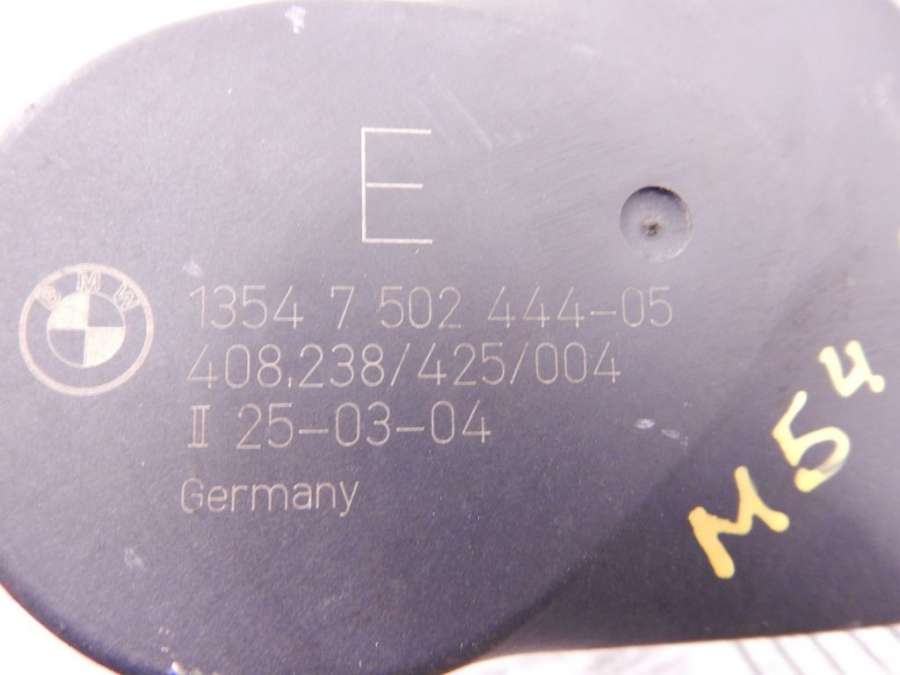 E
BMW
1354 7 502 444-05
408.238/425/004
II 25-03-04
Germany
M54